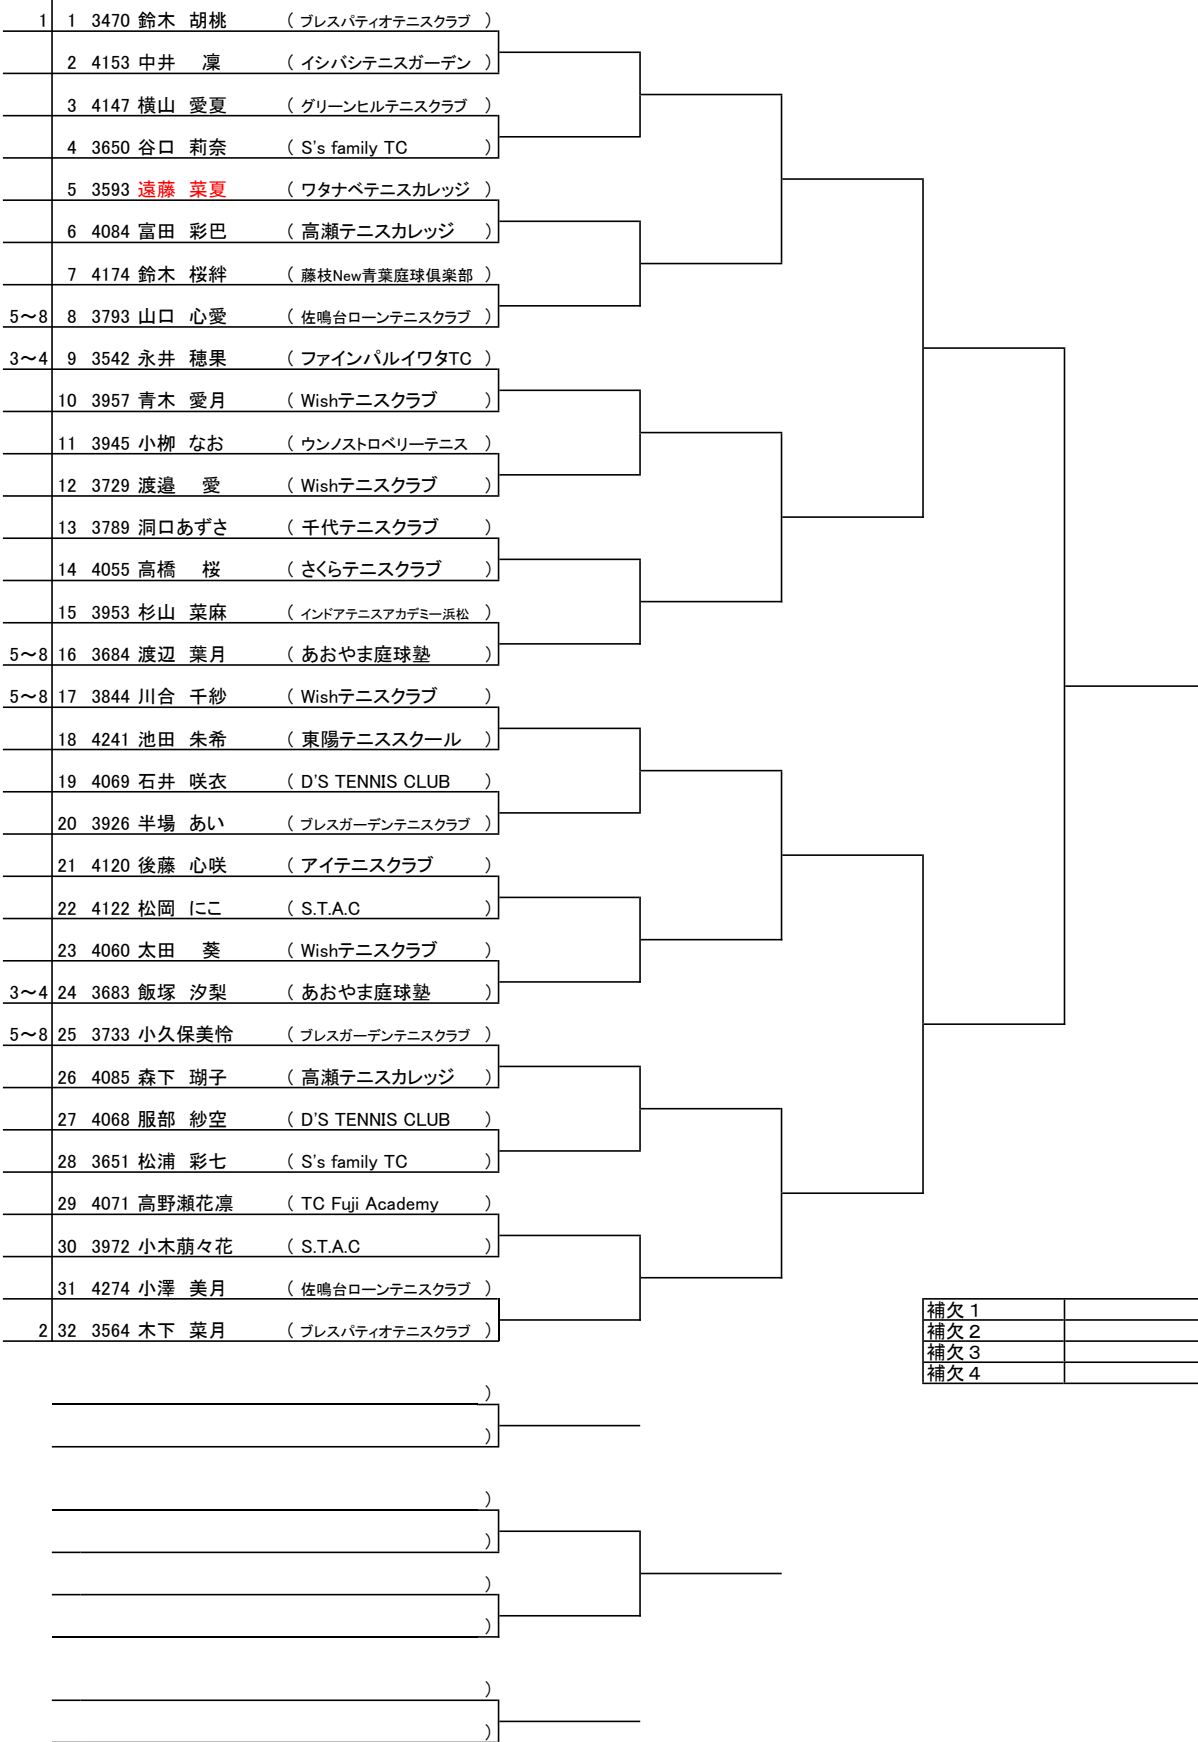 1 1 3470 鈴木 胡桃 ( ブレスパティオテニスクラブ )
2 4153 中井 凜 ( イシバシテニスガーデン )
3 4147 横山 愛夏 ( グリーンヒルテニスクラブ )
4 3650 谷口 莉奈 ( S's family TC )
5 3593 遠藤 菜夏 ( ワタナベテニスカレッジ )
6 4084 富田 彩巴 ( 高瀬テニスカレッジ )
7 4174 鈴木 桜絆 ( 藤枝New青葉庭球倶楽部 )
5～8 8 3793 山口 心愛 ( 佐鳴台ローンテニスクラブ )
3～4 9 3542 永井 穂果 ( ファインパルイワタTC )
10 3957 青木 愛月 ( Wishテニスクラブ )
11 3945 小栁 なお ( ウンノストロベリーテニス )
12 3729 渡邉 愛 ( Wishテニスクラブ )
13 3789 洞口あずさ ( 千代テニスクラブ )
14 4055 高橋 桜 ( さくらテニスクラブ )
15 3953 杉山 菜麻 ( インドアテニスアカデミー浜松 )
5～8 16 3684 渡辺 葉月 ( あおやま庭球塾 )
5～8 17 3844 川合 千紗 ( Wishテニスクラブ )
18 4241 池田 朱希 ( 東陽テニススクール )
19 4069 石井 咲衣 ( D'S TENNIS CLUB )
20 3926 半場 あい ( ブレスガーデンテニスクラブ )
21 4120 後藤 心咲 ( アイテニスクラブ )
22 4122 松岡 にこ ( S.T.A.C )
23 4060 太田 葵 ( Wishテニスクラブ )
3～4 24 3683 飯塚 汐梨 ( あおやま庭球塾 )
5～8 25 3733 小久保美怜 ( ブレスガーデンテニスクラブ )
26 4085 森下 瑚子 ( 高瀬テニスカレッジ )
27 4068 服部 紗空 ( D'S TENNIS CLUB )
28 3651 松浦 彩七 ( S's family TC )
29 4071 高野瀬花凛 ( TC Fuji Academy )
30 3972 小木萠々花 ( S.T.A.C )
31 4274 小澤 美月 ( 佐鳴台ローンテニスクラブ )
2 32 3564 木下 菜月 ( ブレスパティオテニスクラブ )
補欠１
補欠２
補欠３
補欠４
)
)
)
)
)
)
)
)